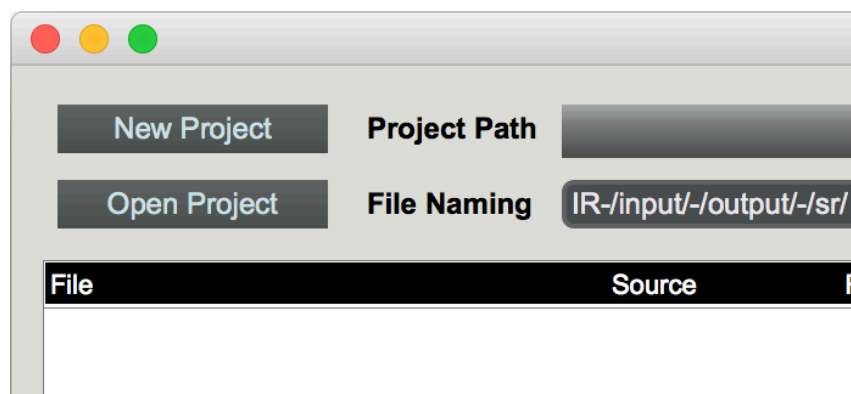 New Project Project Path
Open Project File Naming IR-/input/-/output/-/sr/
File Source